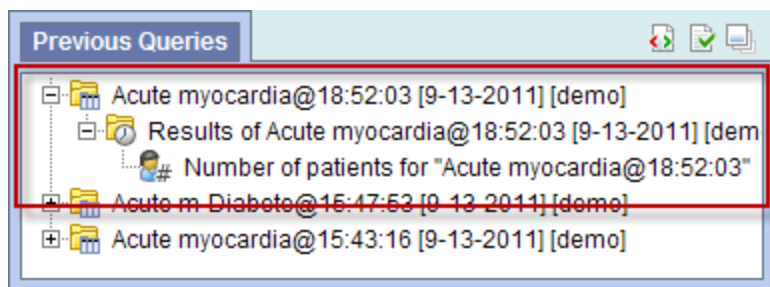 Previous Queries
Acute myocardia@18:52:03 [9-13-2011] [demo]
Results of Acute myocardia@18:52:03 [9-13-2011] [dem
# Number of patients for "Acute myocardia@18:52:03"
Acute m-Diabete@15:47:53 [9-13-2011] [demo]
Acute myocardia@15:43:16 [9-13-2011] [demo]